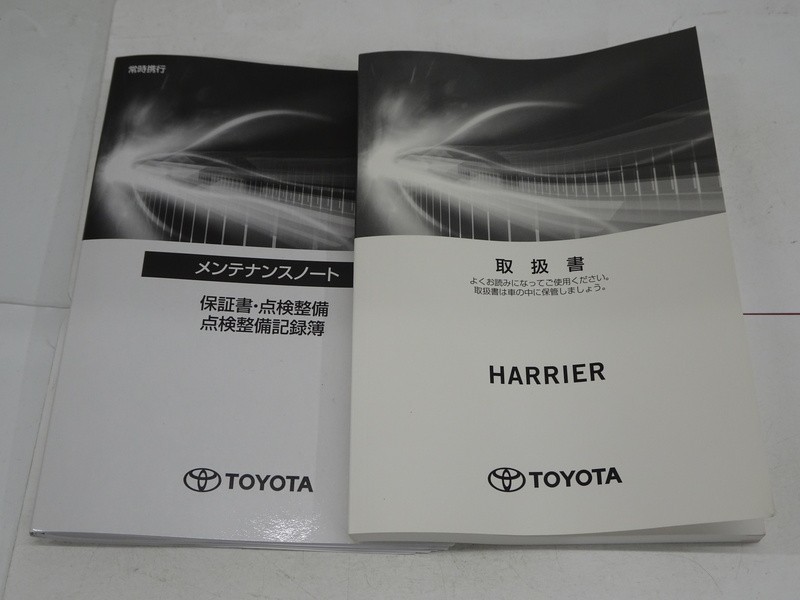 常時携行
メンテナンスノート
保証書・点検整備
点検整備記録簿
TOYOTA
取扱書
よくお読みになってご使用ください。
取扱書は車の中に保管しましょう。
HARRIER
TOYOTA